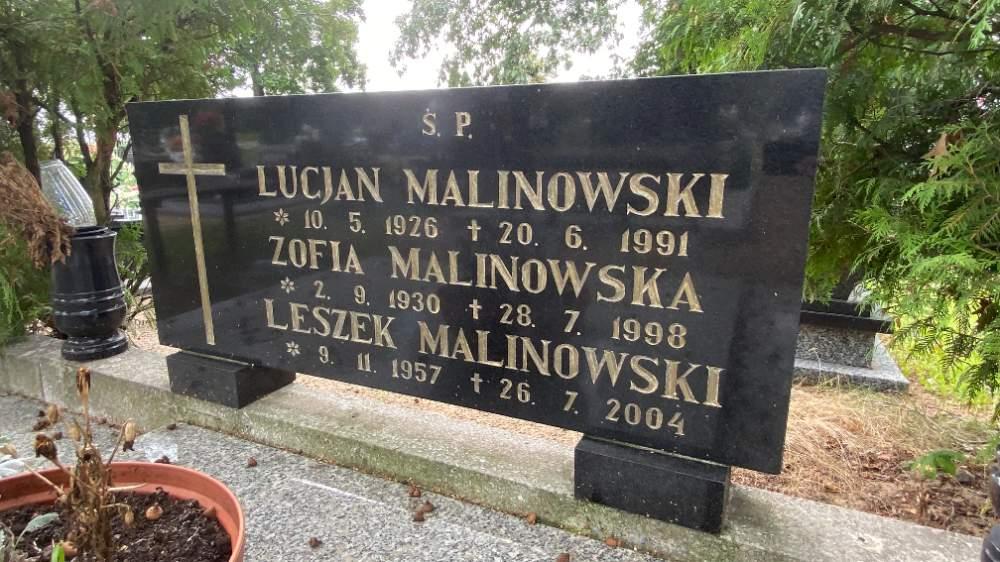 Ś. P.
LUCJAN MALINOWSKI
* 10. 5. 1926 † 20. 6. 1991
ZOFIA MALINOWSKA
* 2. 9. 1930 † 28. 7. 1998
LESZEK MALINOWSKI
* 9. 11. 1957 † 26. 7. 2004